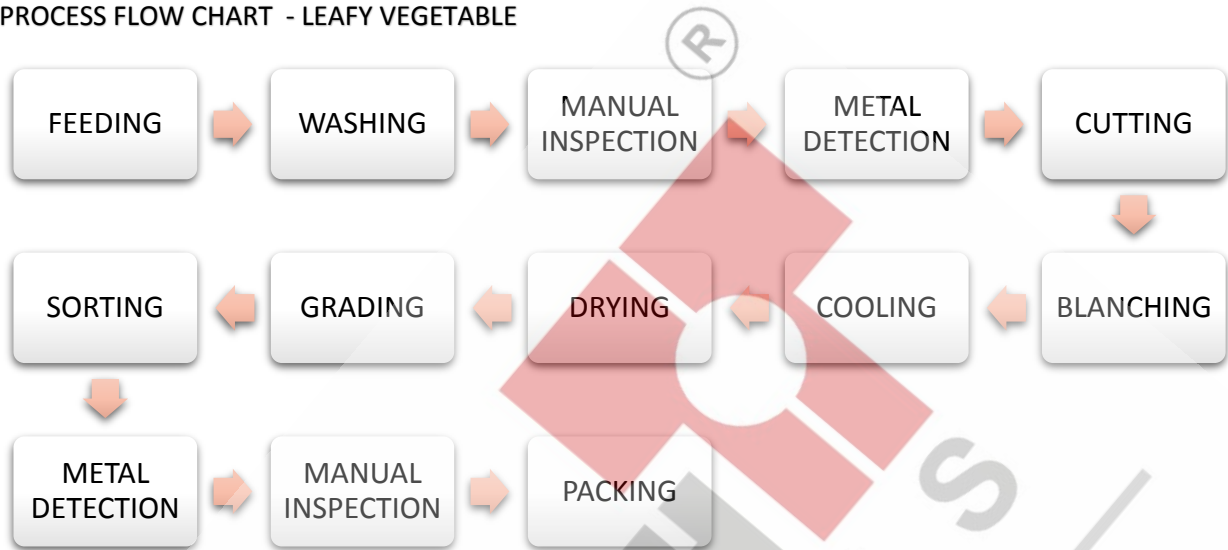 PROCESS FLOW CHART - LEAFY VEGETABLE
FEEDING
WASHING
MANUAL
INSPECTION
METAL
DETECTION
CUTTING
BLANCHING
COOLING
DRYING
GRADING
SORTING
METAL
DETECTION
MANUAL
INSPECTION
PACKING
®